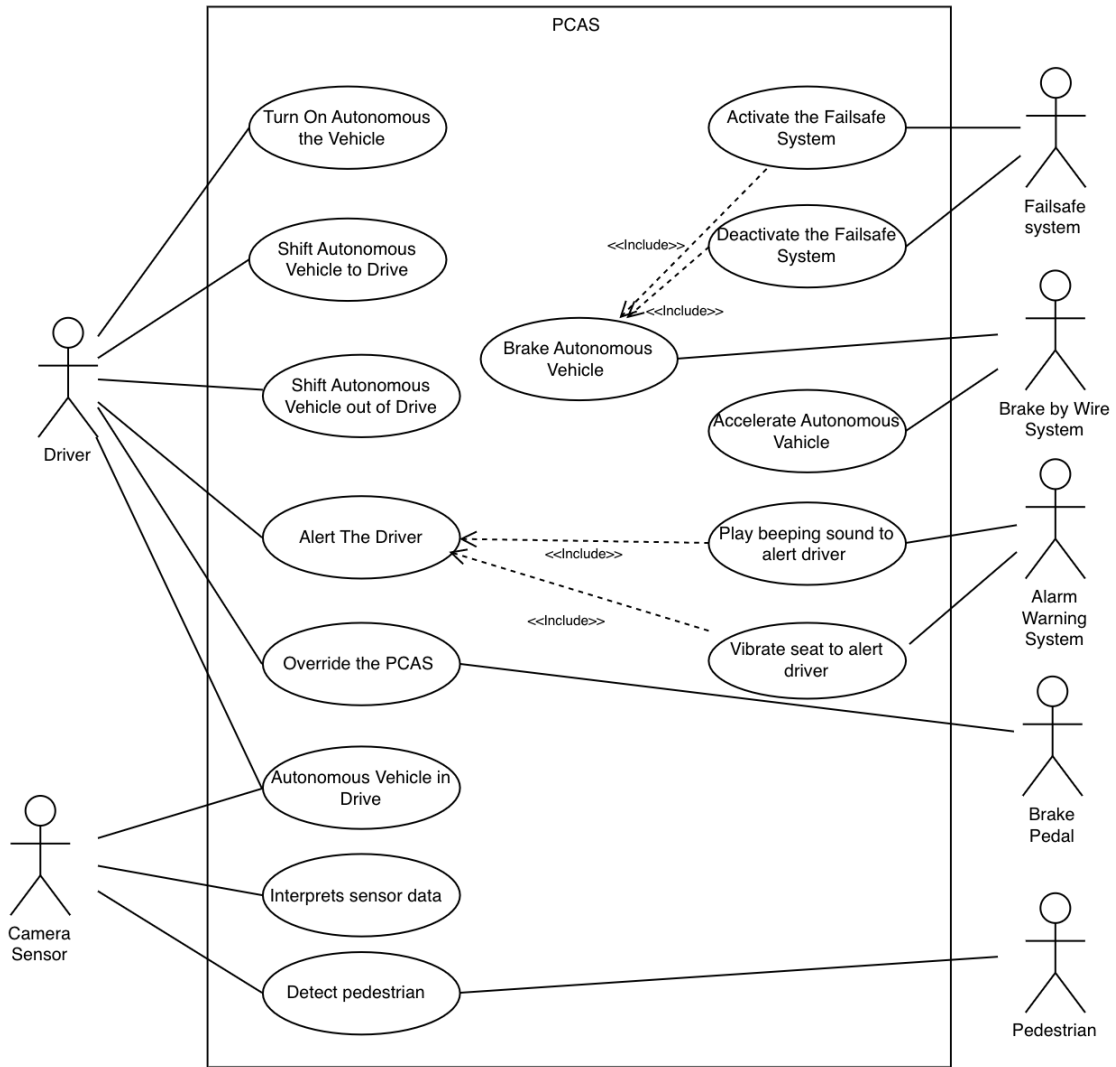 PCAS
Turn On Autonomous
the Vehicle
Activate the Failsafe
System
Failsafe
system
Shift Autonomous
Vehicle to Drive
<<Include>>
Deactivate the Failsafe
System
<<Include>>
Brake Autonomous
Vehicle
Shift Autonomous
Vehicle out of Drive
Driver
Accelerate Autonomous
Vahicle
Brake by Wire
System
Alert The Driver
<<Include>>
Play beeping sound to
alert driver
<<Include>>
Alarm
Warning
System
Override the PCAS
Vibrate seat to alert
driver
Autonomous Vehicle in
Drive
Brake
Pedal
Interprets sensor data
Camera
Sensor
Detect pedestrian
Pedestrian